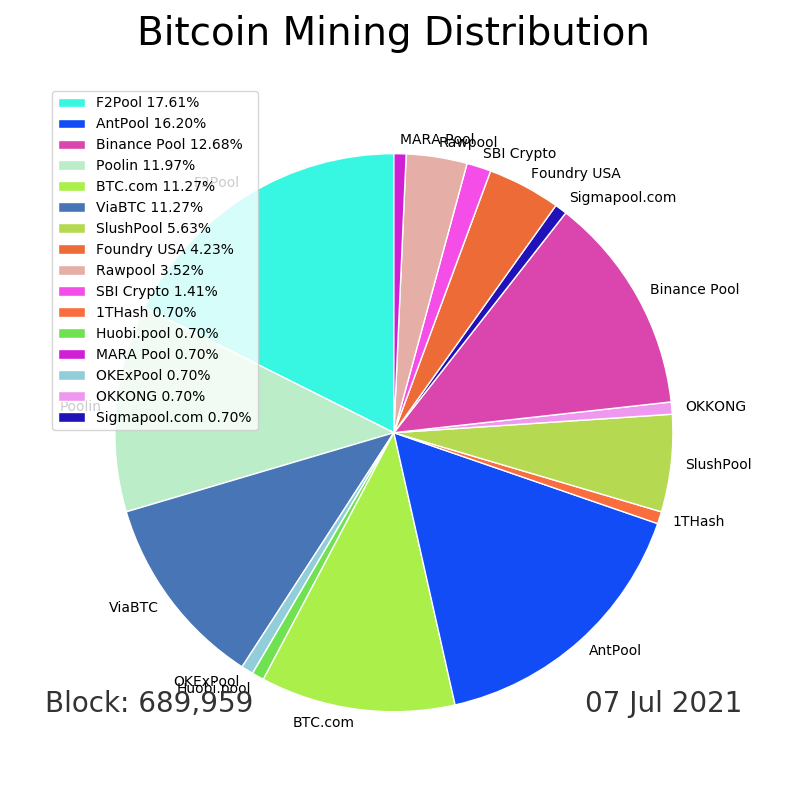 Bitcoin Mining Distribution
F2Pool 17.61%
AntPool 16.20%
Binance Pool 12.68%
Poolin 11.97%
BTC.com 11.27%
ViaBTC 11.27%
SlushPool 5.63%
Foundry USA 4.23%
Rawpool 3.52%
SBI Crypto 1.41%
1THash 0.70%
Huobi.pool 0.70%
MARA Pool 0.70%
OKExPool 0.70%
OKKONG 0.70%
Sigmapool.com 0.70%
MARA Pool
Rawpool
SBI Crypto
Foundry USA
Sigmapool.com
Binance Pool
OKKONG
SlushPool
1THash
AntPool
BTC.com
Huobi.pool
OKExPool
ViaBTC
Poolin
F2Pool
Block: 689,959
07 Jul 2021